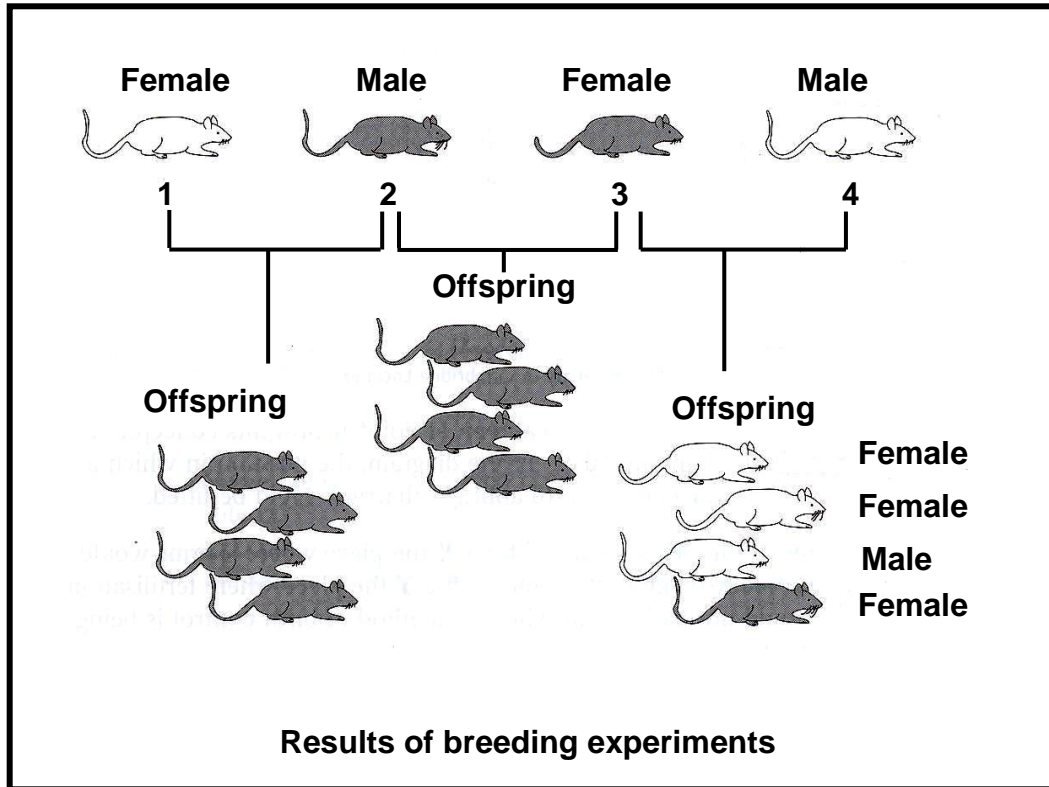 Female Male Female Male
1 2 3 4
Offspring
Offspring
Offspring
Female
Female
Male
Female
Results of breeding experiments